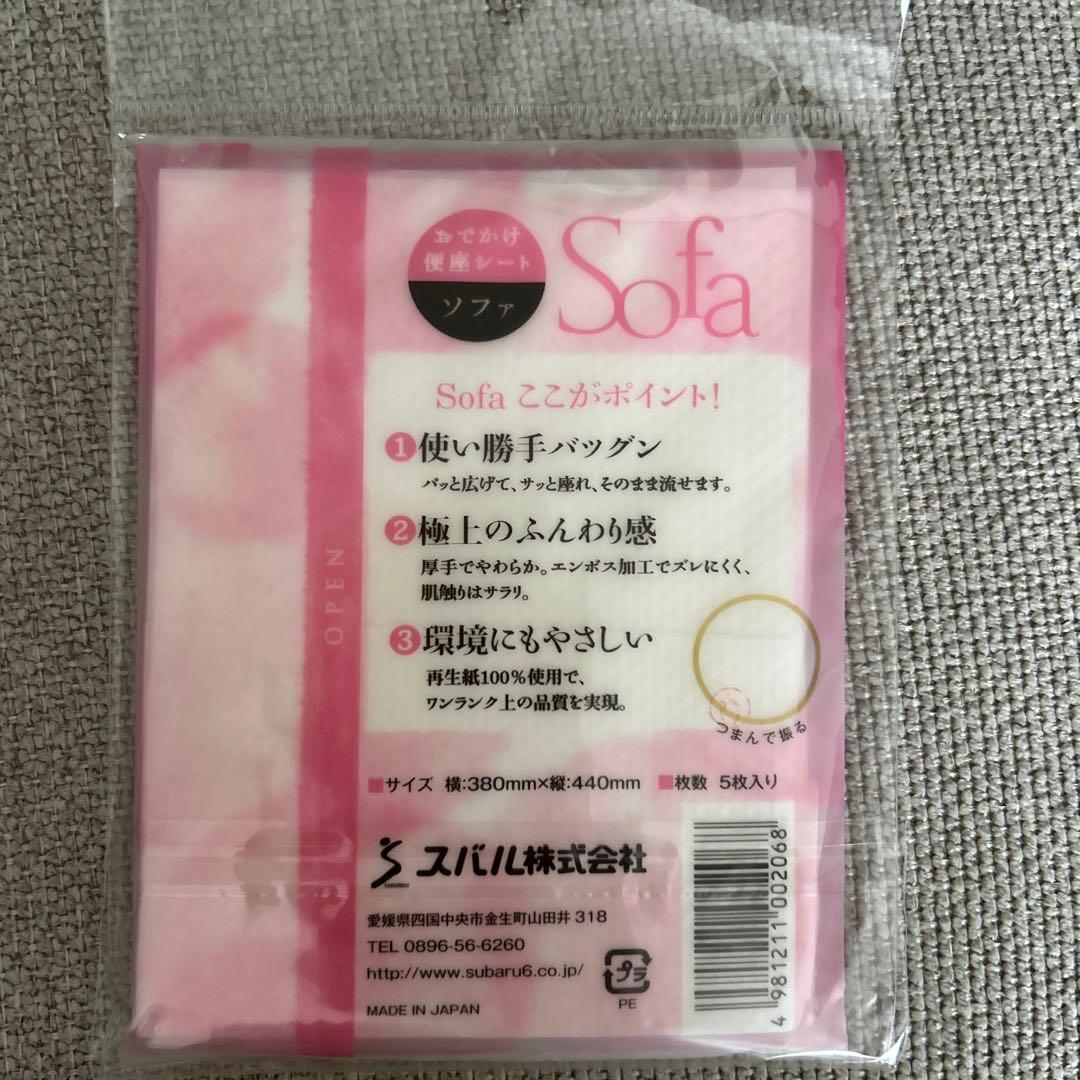 おでかけ
便座シート
ソファ
Sofa
Sofa ここがポイント!
1 使い勝手バツグン
パッと広げて、サッと座れ、そのまま流せます。
2 極上のふんわり感
厚手でやわらか。エンボス加工でズレにくく、
肌触りはサラリ。
3 環境にもやさしい
再生紙100%使用で、
ワンランク上の品質を実現。
つまんで振る
OPEN
■サイズ 横:380mm×縦:440mm ■枚数 5枚入り
SUBARU
スバル株式会社
愛媛県四国中央市金生町山田井318
TEL 0896-56-6260
http://www.subaru6.co.jp/
MADE IN JAPAN
プラ
PE
4 981211 002068